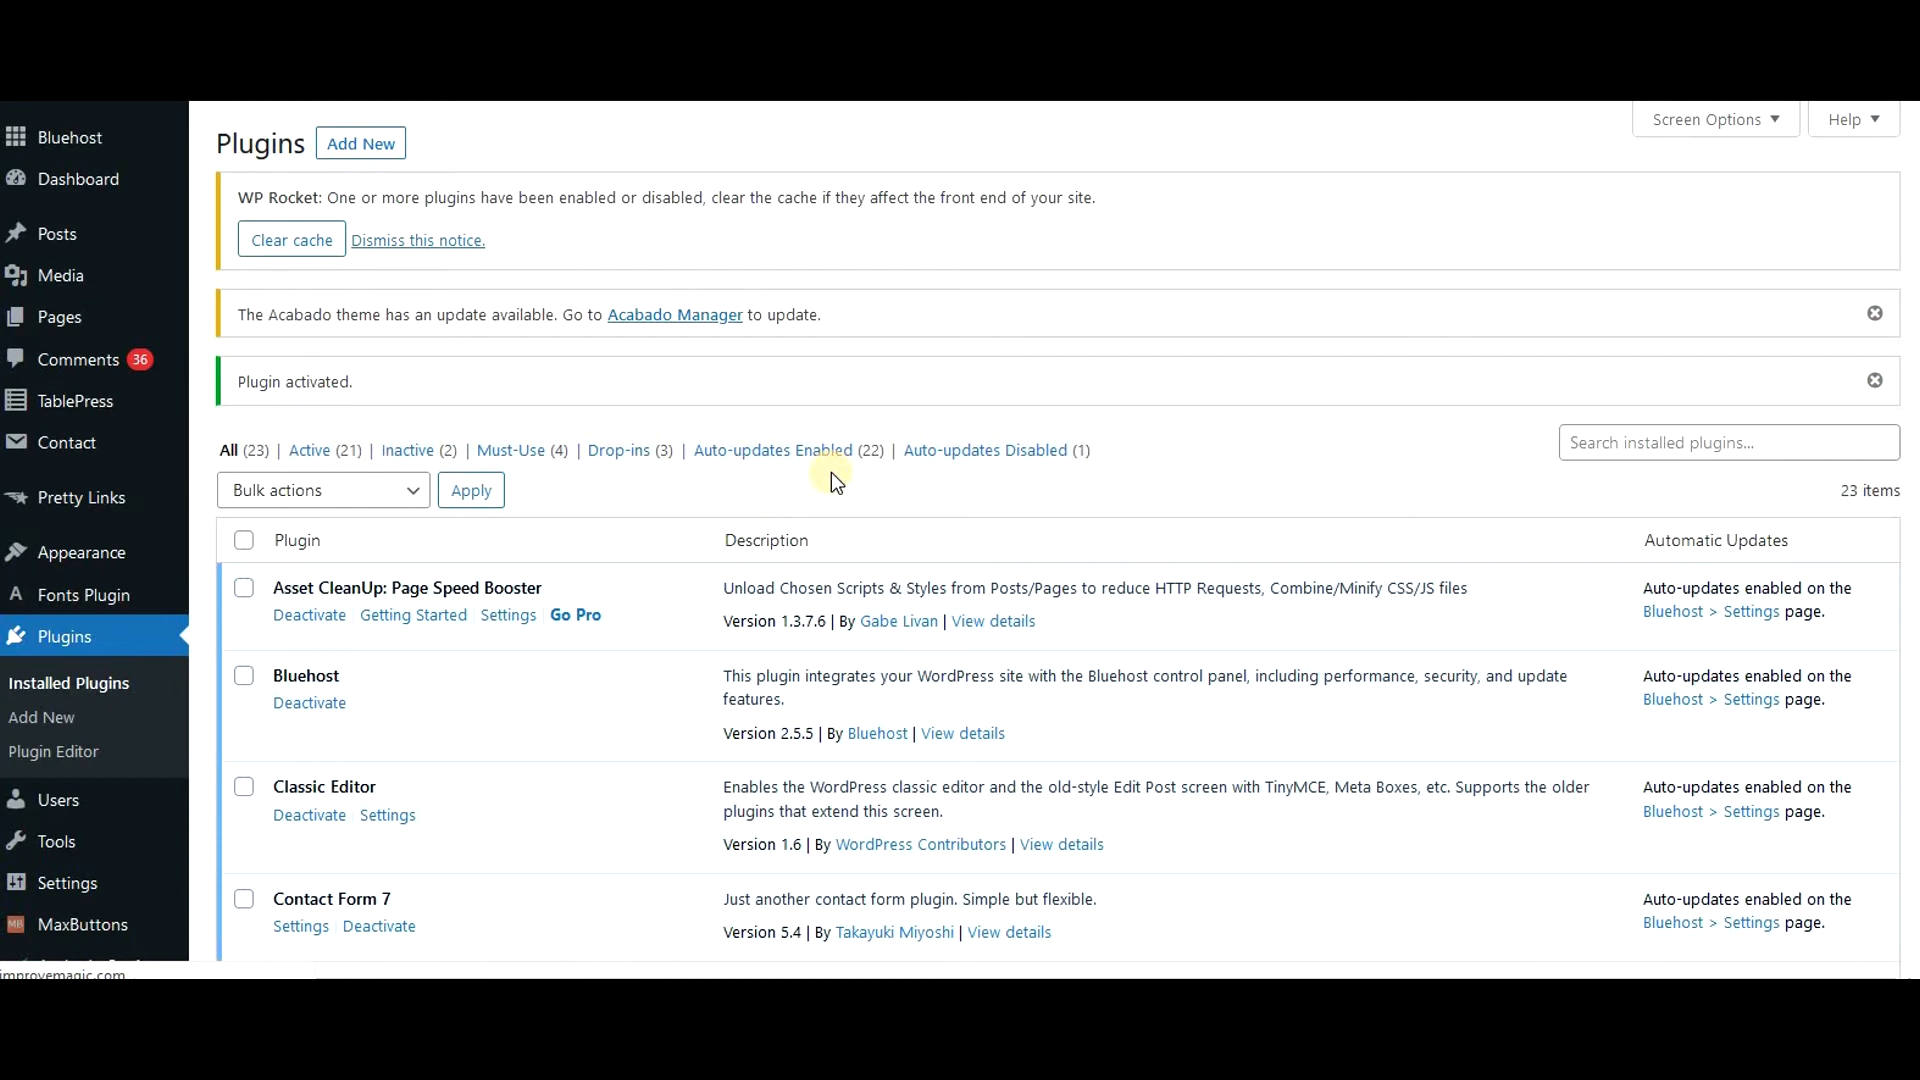 Screen Options ▼
Help ▼
Bluehost
Dashboard
Posts
Media
Pages
Comments 36
TablePress
Contact
Pretty Links
Appearance
Fonts Plugin
Plugins
Installed Plugins
Add New
Plugin Editor
Users
Tools
Settings
MB MaxButtons
improvemagic.com
Plugins Add New
WP Rocket: One or more plugins have been enabled or disabled, clear the cache if they affect the front end of your site.
Clear cache Dismiss this notice.
The Acabado theme has an update available. Go to Acabado Manager to update.
Plugin activated.
All (23) | Active (21) | Inactive (2) | Must-Use (4) | Drop-ins (3) | Auto-updates Enabled (22) | Auto-updates Disabled (1)
Search installed plugins...
Bulk actions Apply
23 items
Plugin Description Automatic Updates
Asset CleanUp: Page Speed Booster
Deactivate | Getting Started | Settings | Go Pro
Unload Chosen Scripts & Styles from Posts/Pages to reduce HTTP Requests, Combine/Minify CSS/JS files
Version 1.3.7.6 | By Gabe Livan | View details
Auto-updates enabled on the
Bluehost > Settings page.
Bluehost
Deactivate
This plugin integrates your WordPress site with the Bluehost control panel, including performance, security, and update
features.
Version 2.5.5 | By Bluehost | View details
Auto-updates enabled on the
Bluehost > Settings page.
Classic Editor
Deactivate | Settings
Enables the WordPress classic editor and the old-style Edit Post screen with TinyMCE, Meta Boxes, etc. Supports the older
plugins that extend this screen.
Version 1.6 | By WordPress Contributors | View details
Auto-updates enabled on the
Bluehost > Settings page.
Contact Form 7
Settings | Deactivate
Just another contact form plugin. Simple but flexible.
Version 5.4 | By Takayuki Miyoshi | View details
Auto-updates enabled on the
Bluehost > Settings page.